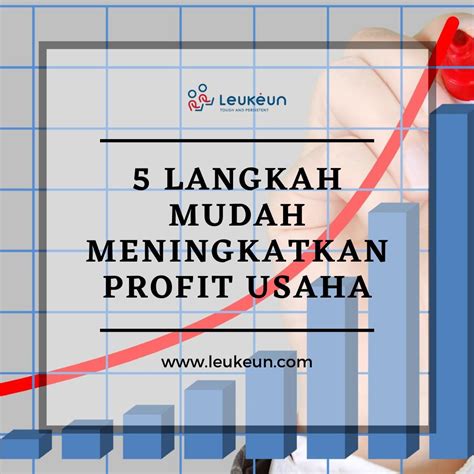 Leukeun
TOUGH AND PERSISTENT
5 LANGKAH
MUDAH
MENINGKATKAN
PROFIT USAHA
www.leukeun.com